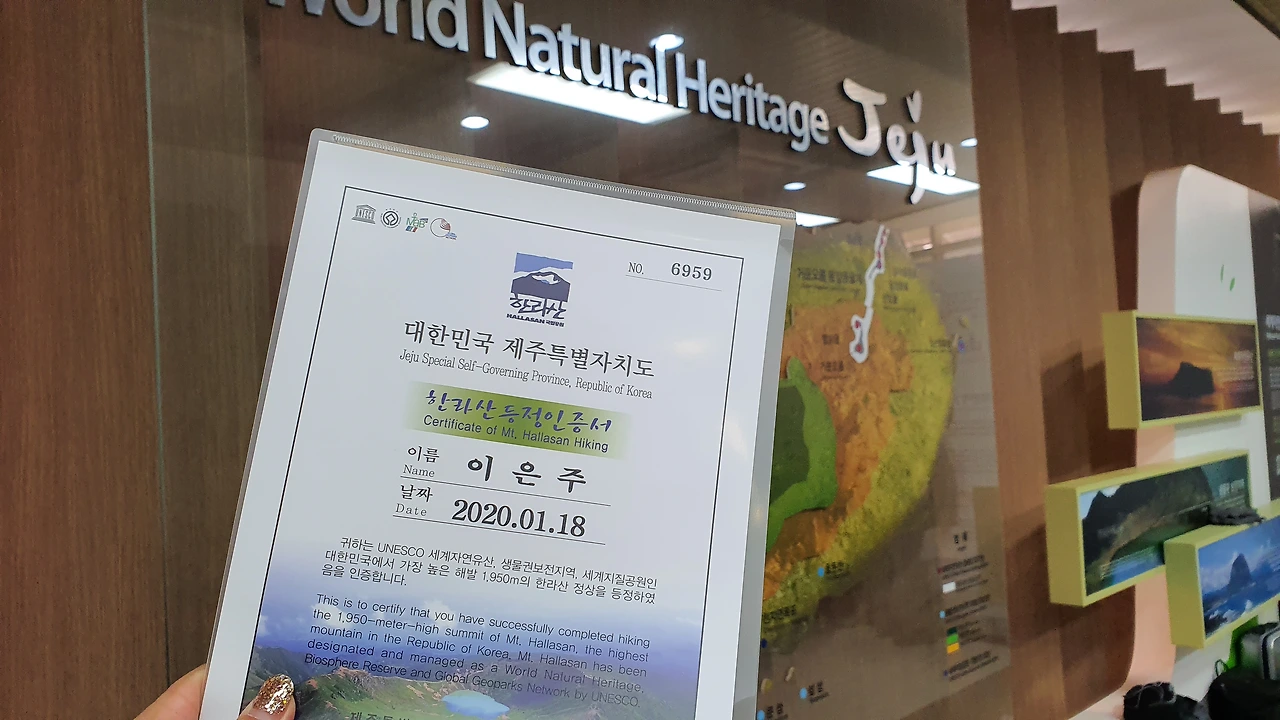 World Natural Heritage Jeju
NO. 6959
한라산
HALLASAN 국립공원
대한민국 제주특별자치도
Jeju Special Self-Governing Province, Republic of Korea
한라산등정인증서
Certificate of Mt. Hallasan Hiking
이름
Name 이 은 주
날짜
Date 2020.01.18
귀하는 UNESCO 세계자연유산, 생물권보전지역, 세계지질공원인
대한민국에서 가장 높은 해발 1,950m의 한라산 정상을 등정하였
음을 인증합니다.
This is to certify that you have successfully completed hiking
the 1,950-meter-high summit of Mt. Hallasan, the highest
mountain in the Republic of Korea. Mt. Hallasan has been
designated and managed as a World Natural Heritage,
Biosphere Reserve and Global Geoparks Network by UNESCO.